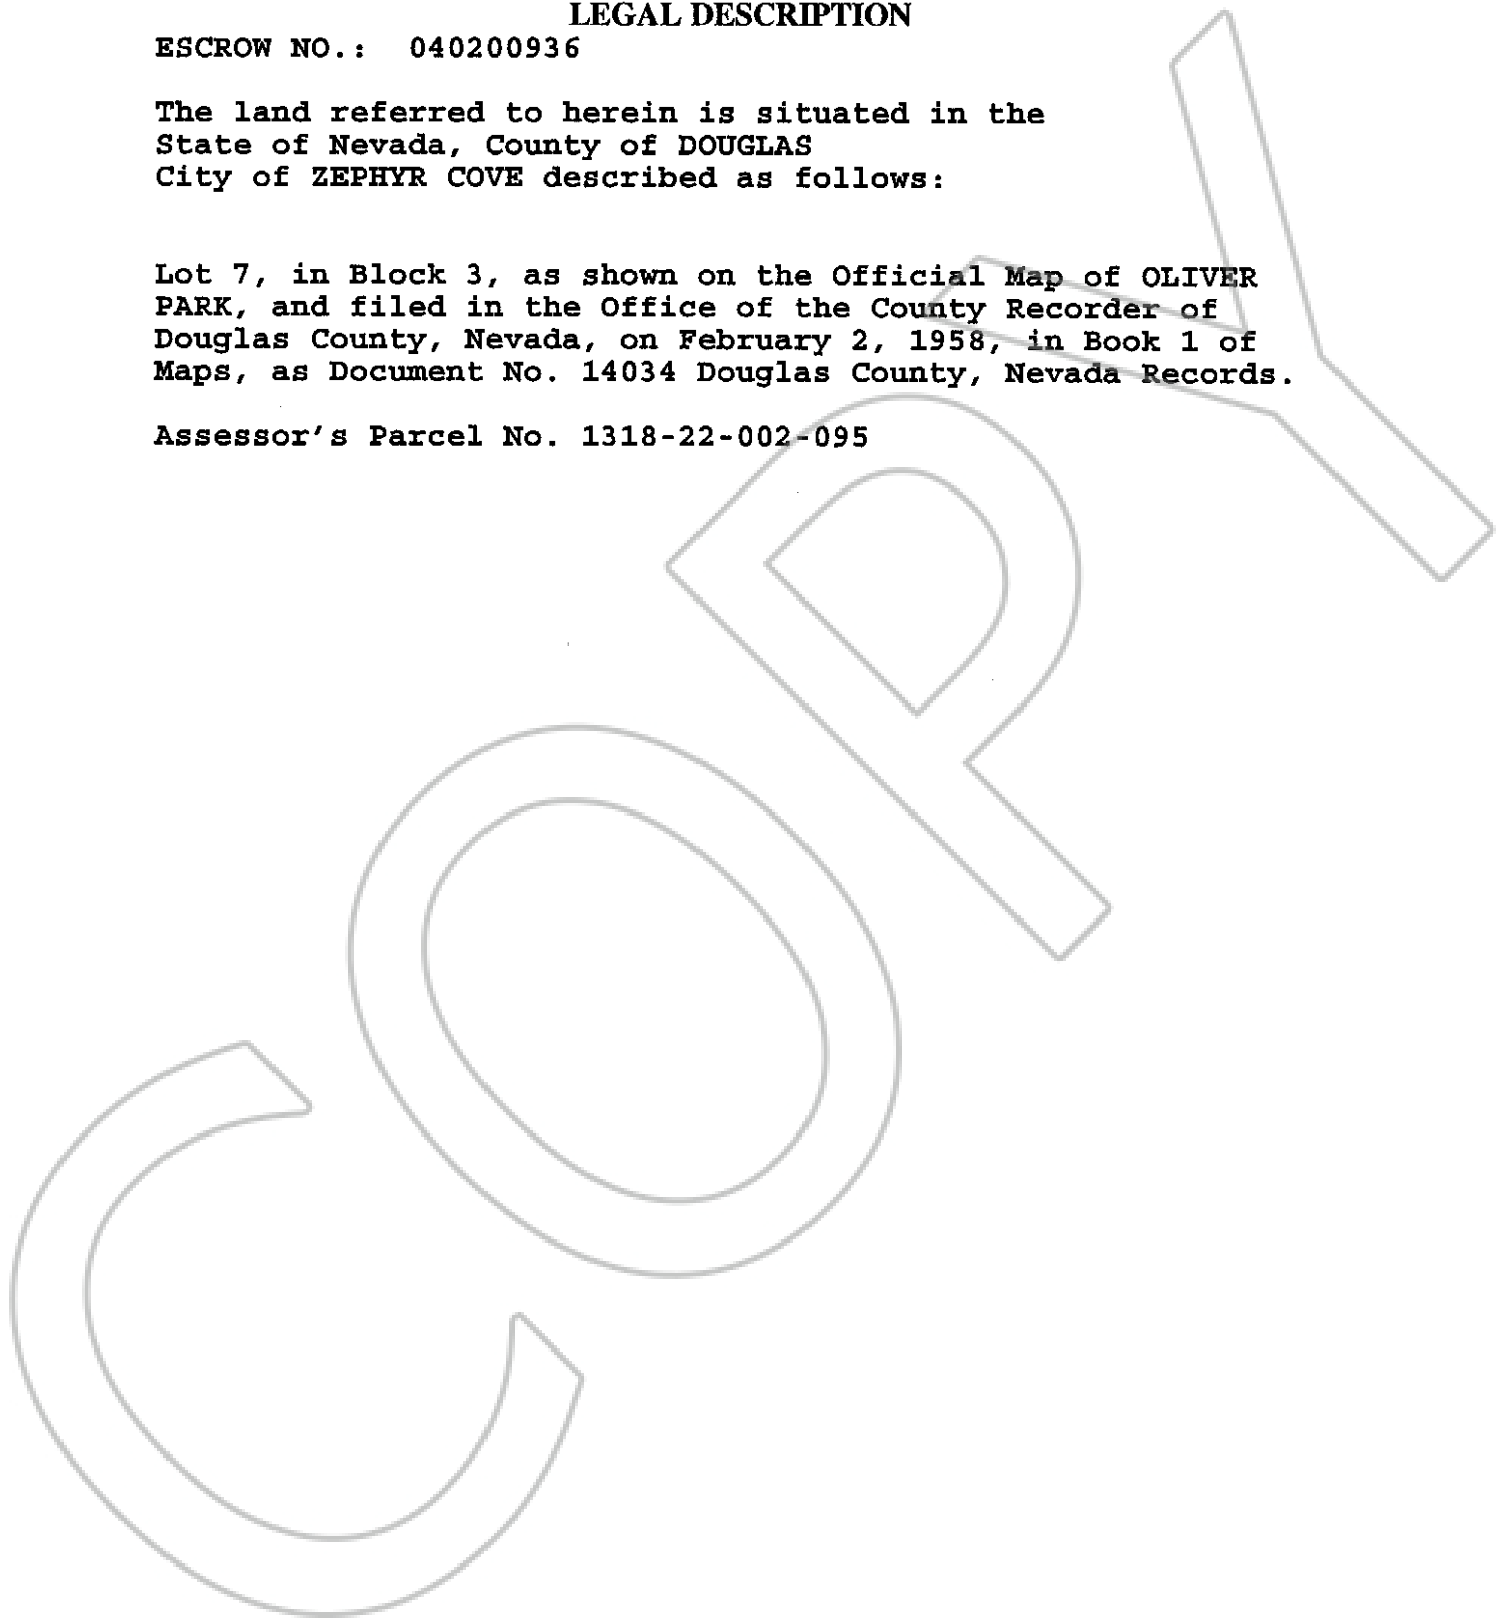 LEGAL DESCRIPTION
ESCROW NO.: 040200936
The land referred to herein is situated in the
State of Nevada, County of DOUGLAS
City of ZEPHYR COVE described as follows:
Lot 7, in Block 3, as shown on the Official Map of OLIVER
PARK, and filed in the Office of the County Recorder of
Douglas County, Nevada, on February 2, 1958, in Book 1 of
Maps, as Document No. 14034 Douglas County, Nevada Records.
Assessor's Parcel No. 1318-22-002-095
COPY